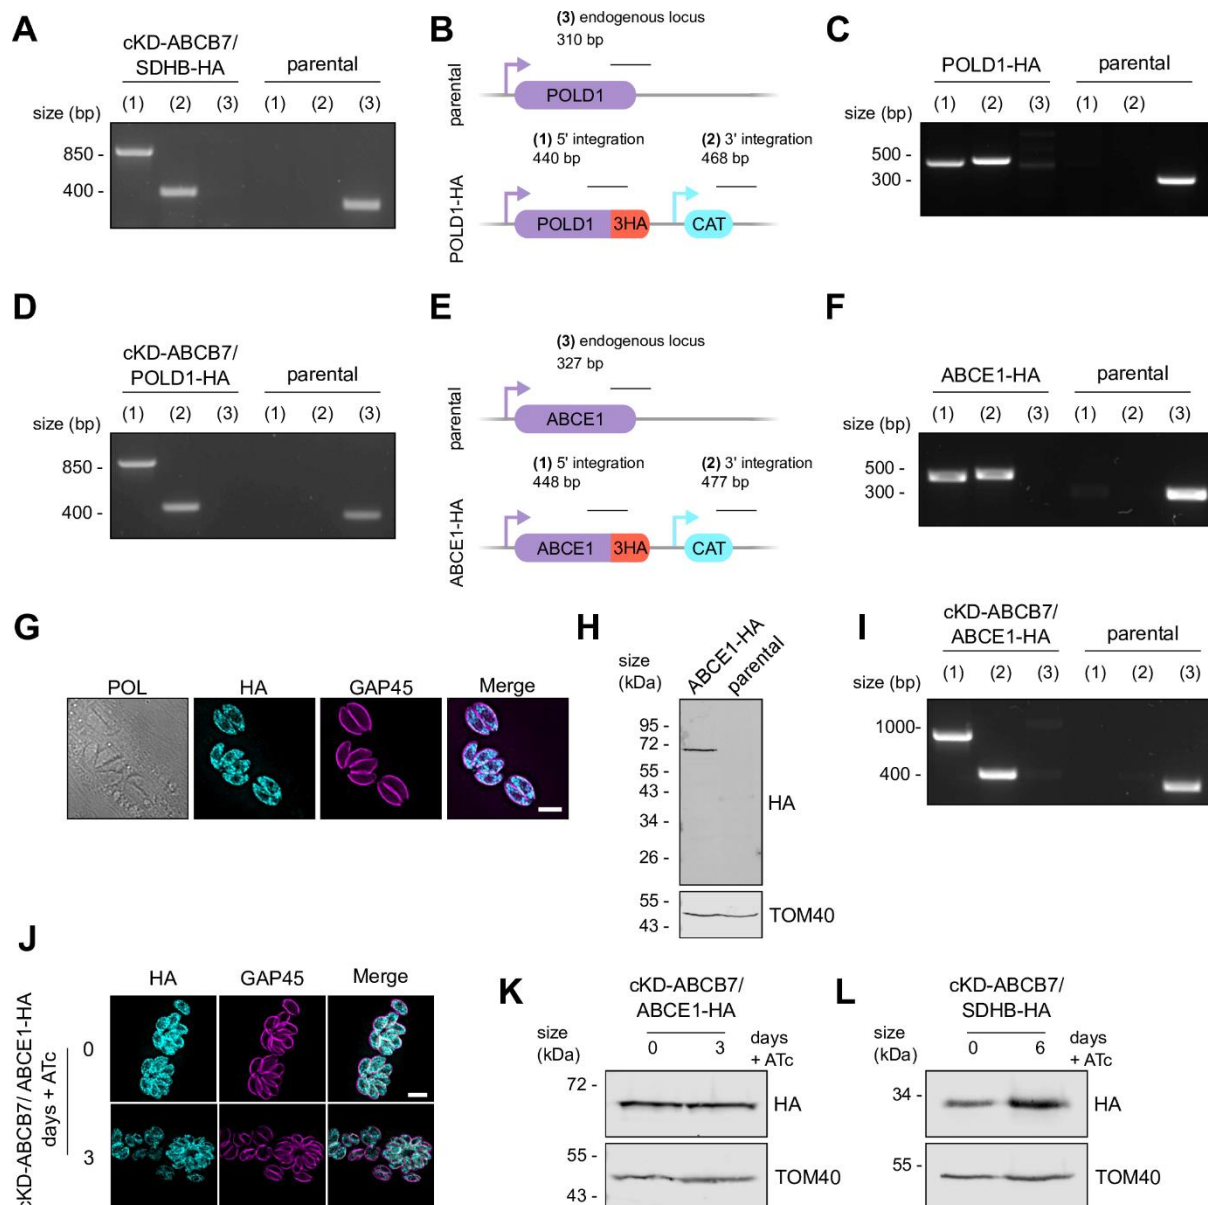 A
cKD-ABCB7/
SDHB-HA
parental
size (bp)
(1) (2) (3) (1) (2) (3)
850 -
400 -
B
(3) endogenous locus
310 bp
parental
POLD1
(1) 5' integration
440 bp
(2) 3' integration
468 bp
POLD1-HA
POLD1 3HA CAT
C
POLD1-HA parental
size (bp)
(1) (2) (3) (1) (2)
500 -
300 -
D
cKD-ABCB7/
POLD1-HA
parental
size (bp)
(1) (2) (3) (1) (2) (3)
850 -
400 -
E
(3) endogenous locus
327 bp
parental
ABCE1
(1) 5' integration
448 bp
(2) 3' integration
477 bp
ABCE1-HA
ABCE1 3HA CAT
F
ABCE1-HA parental
size (bp)
(1) (2) (3) (1) (2) (3)
500 -
300 -
G
POL HA GAP45 Merge
H
size
(kDa)
ABCE1-HA
parental
95 -
72 -
55 -
43 -
34 -
26 -
HA
55 -
43 -
TOM40
I
cKD-ABCB7/
ABCE1-HA
parental
size (bp)
(1) (2) (3) (1) (2) (3)
1000-
400 -
J
HA GAP45 Merge
cKD-ABCB7/ ABCE1-HA
days + ATc
0
3
K
cKD-ABCB7/
ABCE1-HA
size
(kDa)
0 3
days
+ ATc
72 -
55 -
HA
55 -
43 -
TOM40
L
cKD-ABCB7/
SDHB-HA
size
(kDa)
0 6
days
+ ATc
34 -
HA
55 -
TOM40